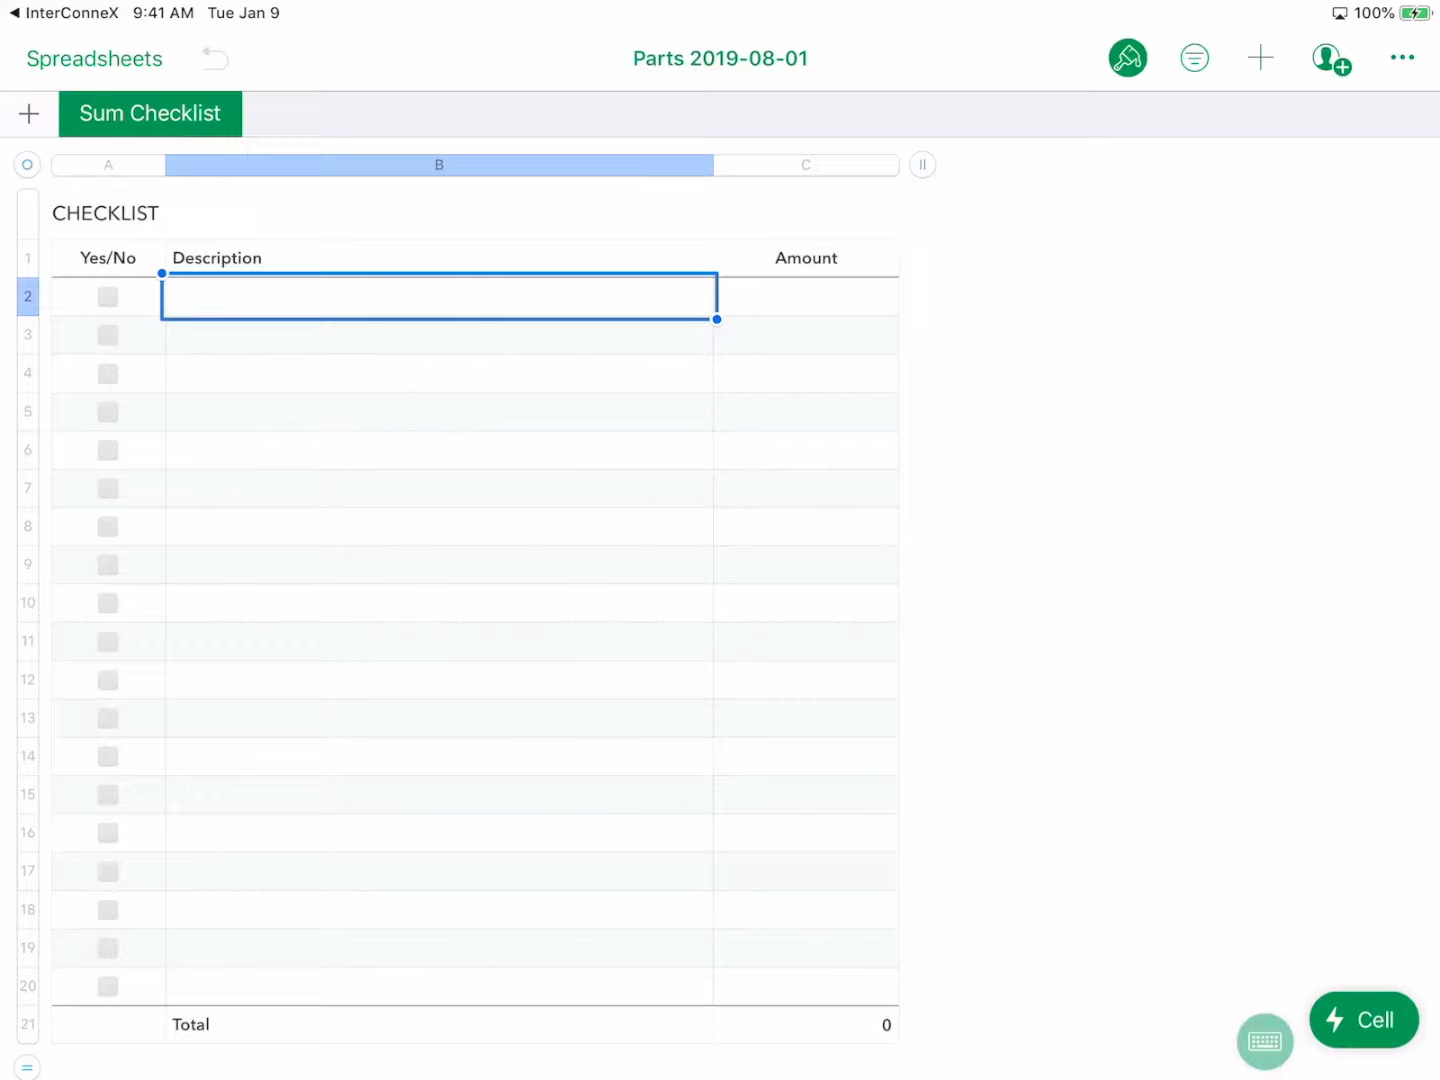 InterConneX 9:41 AM Tue Jan 9 100%
Spreadsheets Parts 2019-08-01
Sum Checklist
A B C
CHECKLIST
1 Yes/No Description Amount
2
3
4
5
6
7
8
9
10
11
12
13
14
15
16
17
18
19
20
21 Total 0
Cell